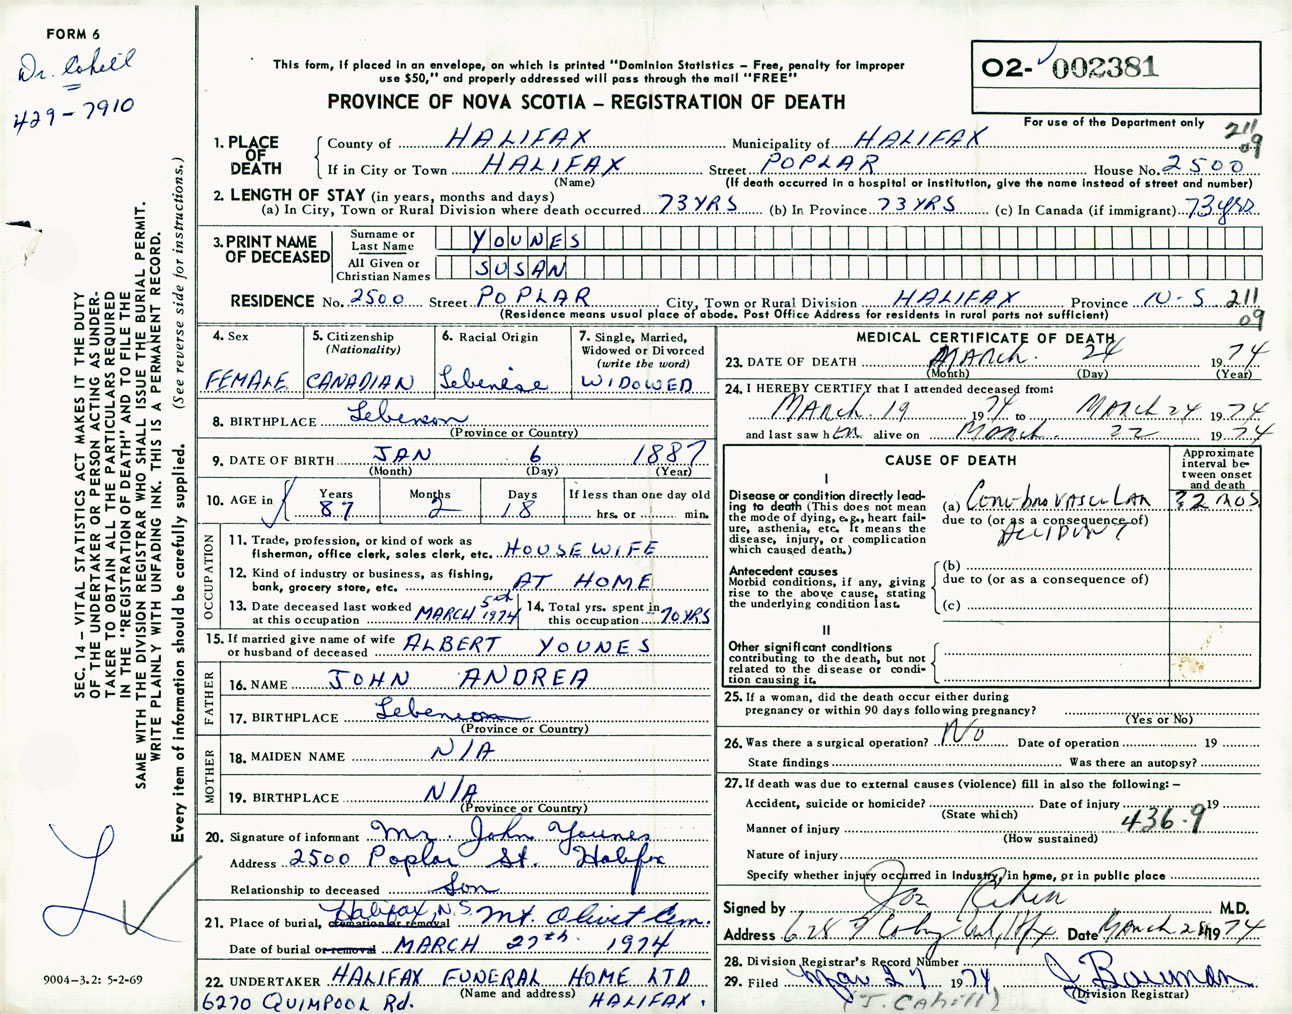 FORM 6
Dr. Cahill
429-7910
This form, if placed in an envelope, on which is printed "Dominion Statistics – Free, penalty for improper
use $50," and properly addressed will pass through the mail "FREE"
PROVINCE OF NOVA SCOTIA – REGISTRATION OF DEATH
O2- 002381
For use of the Department only
211
09
1. PLACE OF DEATH
County of HALIFAX Municipality of HALIFAX
If in City or Town HALIFAX Street POPLAR House No. 2500
(Name) (If death occurred in a hospital or institution, give the name instead of street and number)
2. LENGTH OF STAY (in years, months and days)
(a) In City, Town or Rural Division where death occurred 73 YRS (b) In Province 73 YRS (c) In Canada (if immigrant) 73 yrs
3. PRINT NAME OF DECEASED
Surname or Last Name YOUNES
All Given or Christian Names SUSAN
RESIDENCE No. 2500 Street POPLAR City, Town or Rural Division HALIFAX Province N-S 211
09
(Residence means usual place of abode. Post Office Address for residents in rural parts not sufficient)
SEC. 14 – VITAL STATISTICS ACT MAKES IT THE DUTY
OF THE UNDERTAKER OR PERSON ACTING AS UNDER-
TAKER TO OBTAIN ALL THE PARTICULARS REQUIRED
IN THE "REGISTRATION OF DEATH" AND TO FILE THE
SAME WITH THE DIVISION REGISTRAR WHO SHALL ISSUE THE BURIAL PERMIT.
WRITE PLAINLY WITH UNFADING INK. THIS IS A PERMANENT RECORD.
Every item of information should be carefully supplied. (See reverse side for instructions.)
4. Sex
FEMALE
5. Citizenship
(Nationality)
CANADIAN
6. Racial Origin
Lebenese
7. Single, Married,
Widowed or Divorced
(write the word)
WIDOWED
8. BIRTHPLACE Lebenon
(Province or Country)
9. DATE OF BIRTH JAN 6 1887
(Month) (Day) (Year)
10. AGE in Years Months Days If less than one day old
87 2 18 hrs. or min.
OCCUPATION
11. Trade, profession, or kind of work as
fisherman, office clerk, sales clerk, etc. HOUSEWIFE
12. Kind of industry or business, as fishing,
bank, grocery store, etc. AT HOME
13. Date deceased last worked
at this occupation MARCH 5th 1974
14. Total yrs. spent in
this occupation 70 YRS
15. If married give name of wife
or husband of deceased ALBERT YOUNES
FATHER
16. NAME JOHN ANDREA
17. BIRTHPLACE Lebenon
(Province or Country)
MOTHER
18. MAIDEN NAME N/A
19. BIRTHPLACE N/A
(Province or Country)
20. Signature of informant Mr. John Younes
Address 2500 Poplar St. Halifax
Relationship to deceased Son
21. Place of burial, cremation or removal Halifax, N.S. Mt. Olivet Cem.
Date of burial or removal MARCH 27th 1974
22. UNDERTAKER HALIFAX FUNERAL HOME LTD
(Name and address)
6270 QUINPOOL Rd. HALIFAX.
9004–3.2: 5-2-69
MEDICAL CERTIFICATE OF DEATH
23. DATE OF DEATH MARCH 24 1974
(Month) (Day) (Year)
24. I HEREBY CERTIFY that I attended deceased from:
MARCH 19 1974 to MARCH 24 1974
and last saw h er alive on March 22 1974
CAUSE OF DEATH
Approximate
interval be-
tween onset
and death
I
Disease or condition directly lead-
ing to death (This does not mean
the mode of dying, e.g., heart fail-
ure, asthenia, etc. It means the
disease, injury, or complication
which caused death.)
(a) CEREBROVASCULAR
due to (or as a consequence of)
ACCIDENT
2 mos
Antecedent causes
Morbid conditions, if any, giving
rise to the above cause, stating
the underlying condition last.
(b)
due to (or as a consequence of)
(c)
II
Other significant conditions
contributing to the death, but not
related to the disease or condi-
tion causing it.
25. If a woman, did the death occur either during
pregnancy or within 90 days following pregnancy?
(Yes or No)
26. Was there a surgical operation? No Date of operation 19
State findings Was there an autopsy?
27. If death was due to external causes (violence) fill in also the following: –
Accident, suicide or homicide? Date of injury 19
(State which)
Manner of injury 436-9
(How sustained)
Nature of injury
Specify whether injury occurred in industry, in home, or in public place
Signed by M.D.
Address Date March 1974
28. Division Registrar's Record Number
29. Filed Mar 27 1974 J Bauman
(Division Registrar)
(J. Cahill)